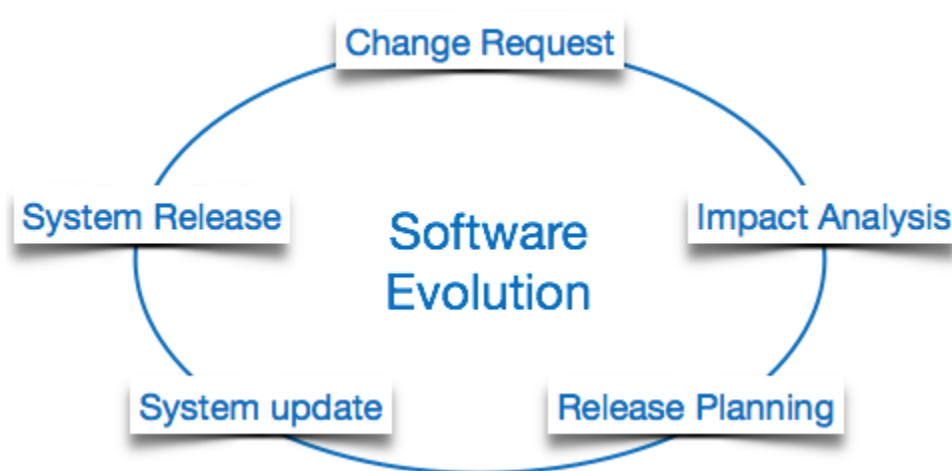 Change Request
System Release
Software
Evolution
Impact Analysis
System update
Release Planning